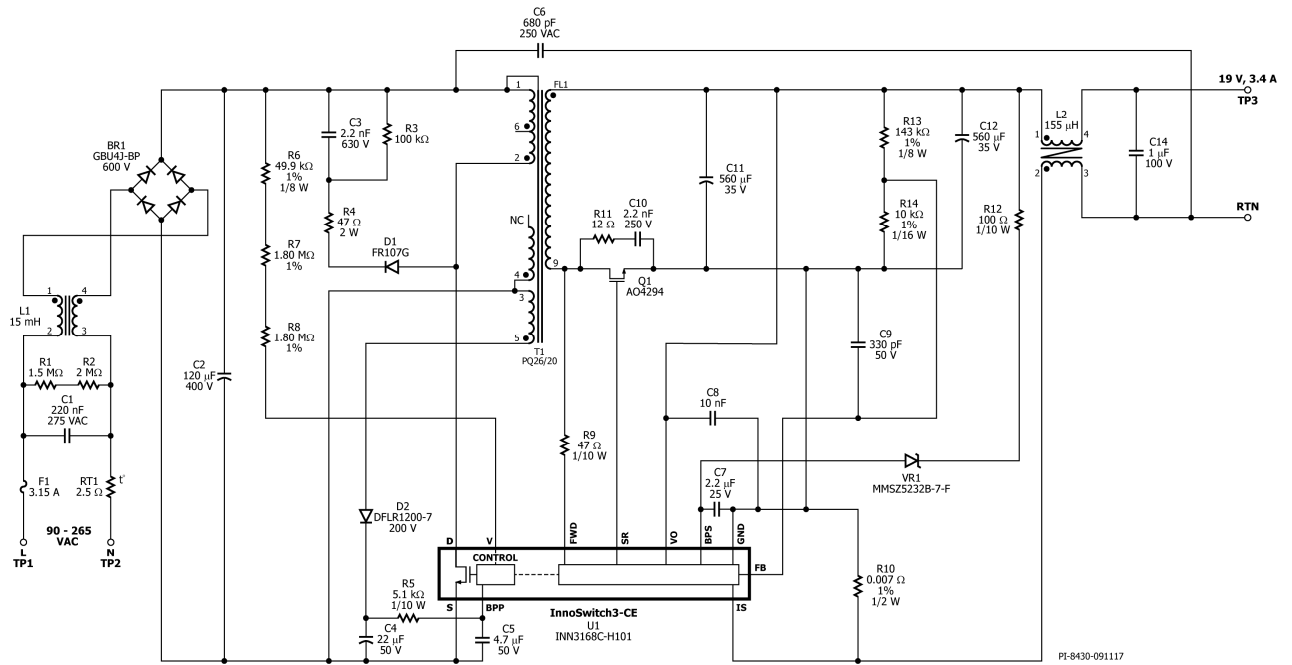 C6
680 pF
250 VAC
BR1
GBU4J-BP
600 V
L1
15 mH
1
4
2
3
R1
1.5 MΩ
R2
2 MΩ
C1
220 nF
275 VAC
F1
3.15 A
RT1
2.5 Ω
t°
90 - 265
VAC
L
TP1
N
TP2
C2
120 µF
400 V
R6
49.9 kΩ
1%
1/8 W
R7
1.80 MΩ
1%
R8
1.80 MΩ
1%
C3
2.2 nF
630 V
R3
100 kΩ
R4
47 Ω
2 W
D1
FR107G
D2
DFLR1200-7
200 V
R5
5.1 kΩ
1/10 W
C4
22 µF
50 V
C5
4.7 µF
50 V
1
6
2
NC
4
3
5
FL1
9
T1
PQ26/20
R11
12 Ω
C10
2.2 nF
250 V
Q1
AO4294
C11
560 µF
35 V
R13
143 kΩ
1%
1/8 W
R14
10 kΩ
1%
1/16 W
C12
560 µF
35 V
R12
100 Ω
1/10 W
L2
155 µH
1
4
2
3
C14
1 µF
100 V
19 V, 3.4 A
TP3
RTN
C9
330 pF
50 V
C8
10 nF
R9
47 Ω
1/10 W
C7
2.2 µF
25 V
VR1
MMSZ5232B-7-F
R10
0.007 Ω
1%
1/2 W
D
V
FWD
SR
VO
BPS
GND
CONTROL
FB
S
BPP
IS
InnoSwitch3-CE
U1
INN3168C-H101
PI-8430-091117